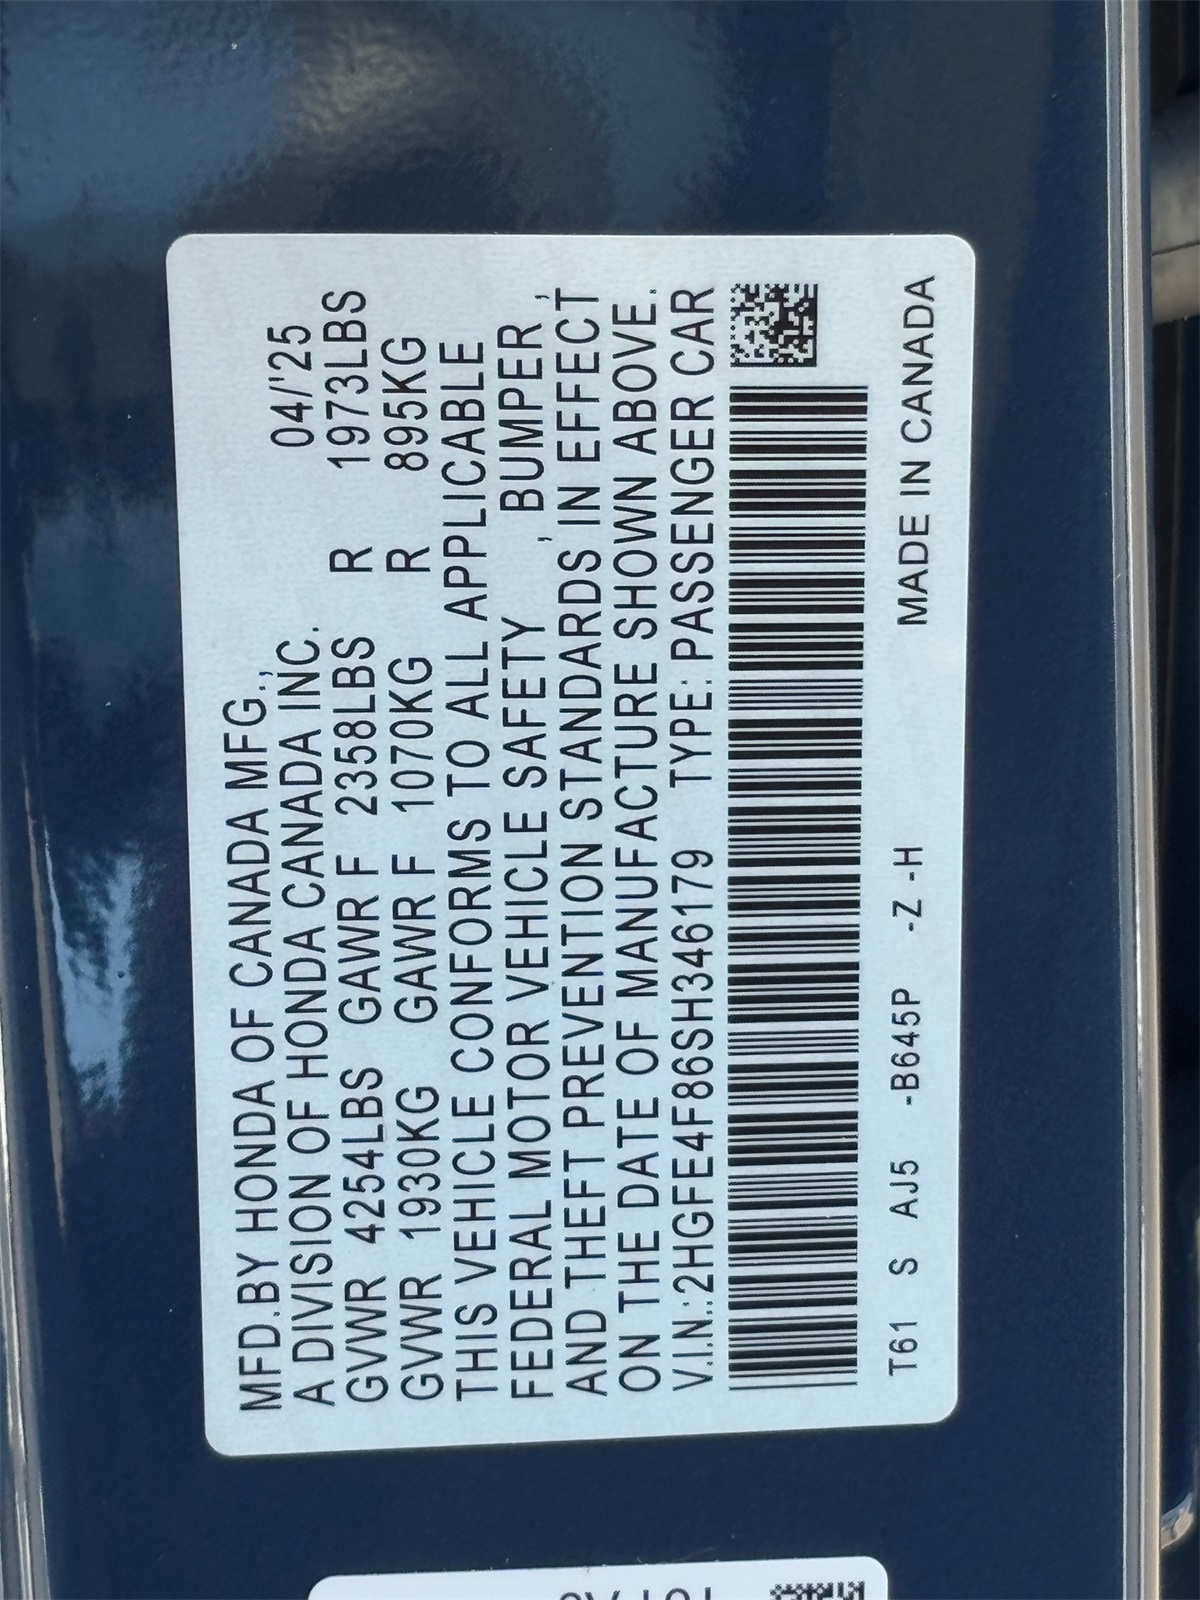 MFD.BY HONDA OF CANADA MFG.,
A DIVISION OF HONDA CANADA INC. 04/'25
GVWR 4254LBS GAWR F 2358LBS R 1973LBS
GVWR 1930KG GAWR F 1070KG R 895KG
THIS VEHICLE CONFORMS TO ALL APPLICABLE
FEDERAL MOTOR VEHICLE SAFETY , BUMPER ,
AND THEFT PREVENTION STANDARDS IN EFFECT
ON THE DATE OF MANUFACTURE SHOWN ABOVE.
V.I.N.:2HGFE4F86SH346179 TYPE:PASSENGER CAR
T61 S AJ5 -B645P -Z -H MADE IN CANADA